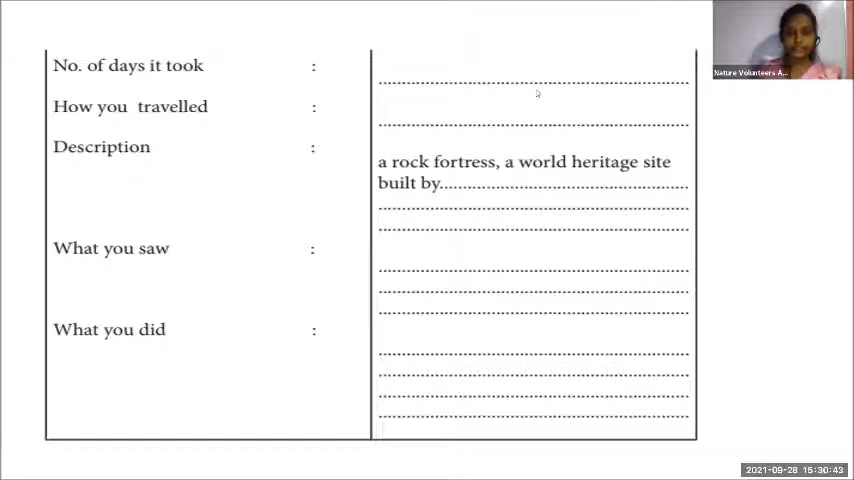 Nature Volunteers A...
No. of days it took :
How you travelled :
Description :
a rock fortress, a world heritage site
built by
What you saw :
What you did :
2021-09-28 15:30:43